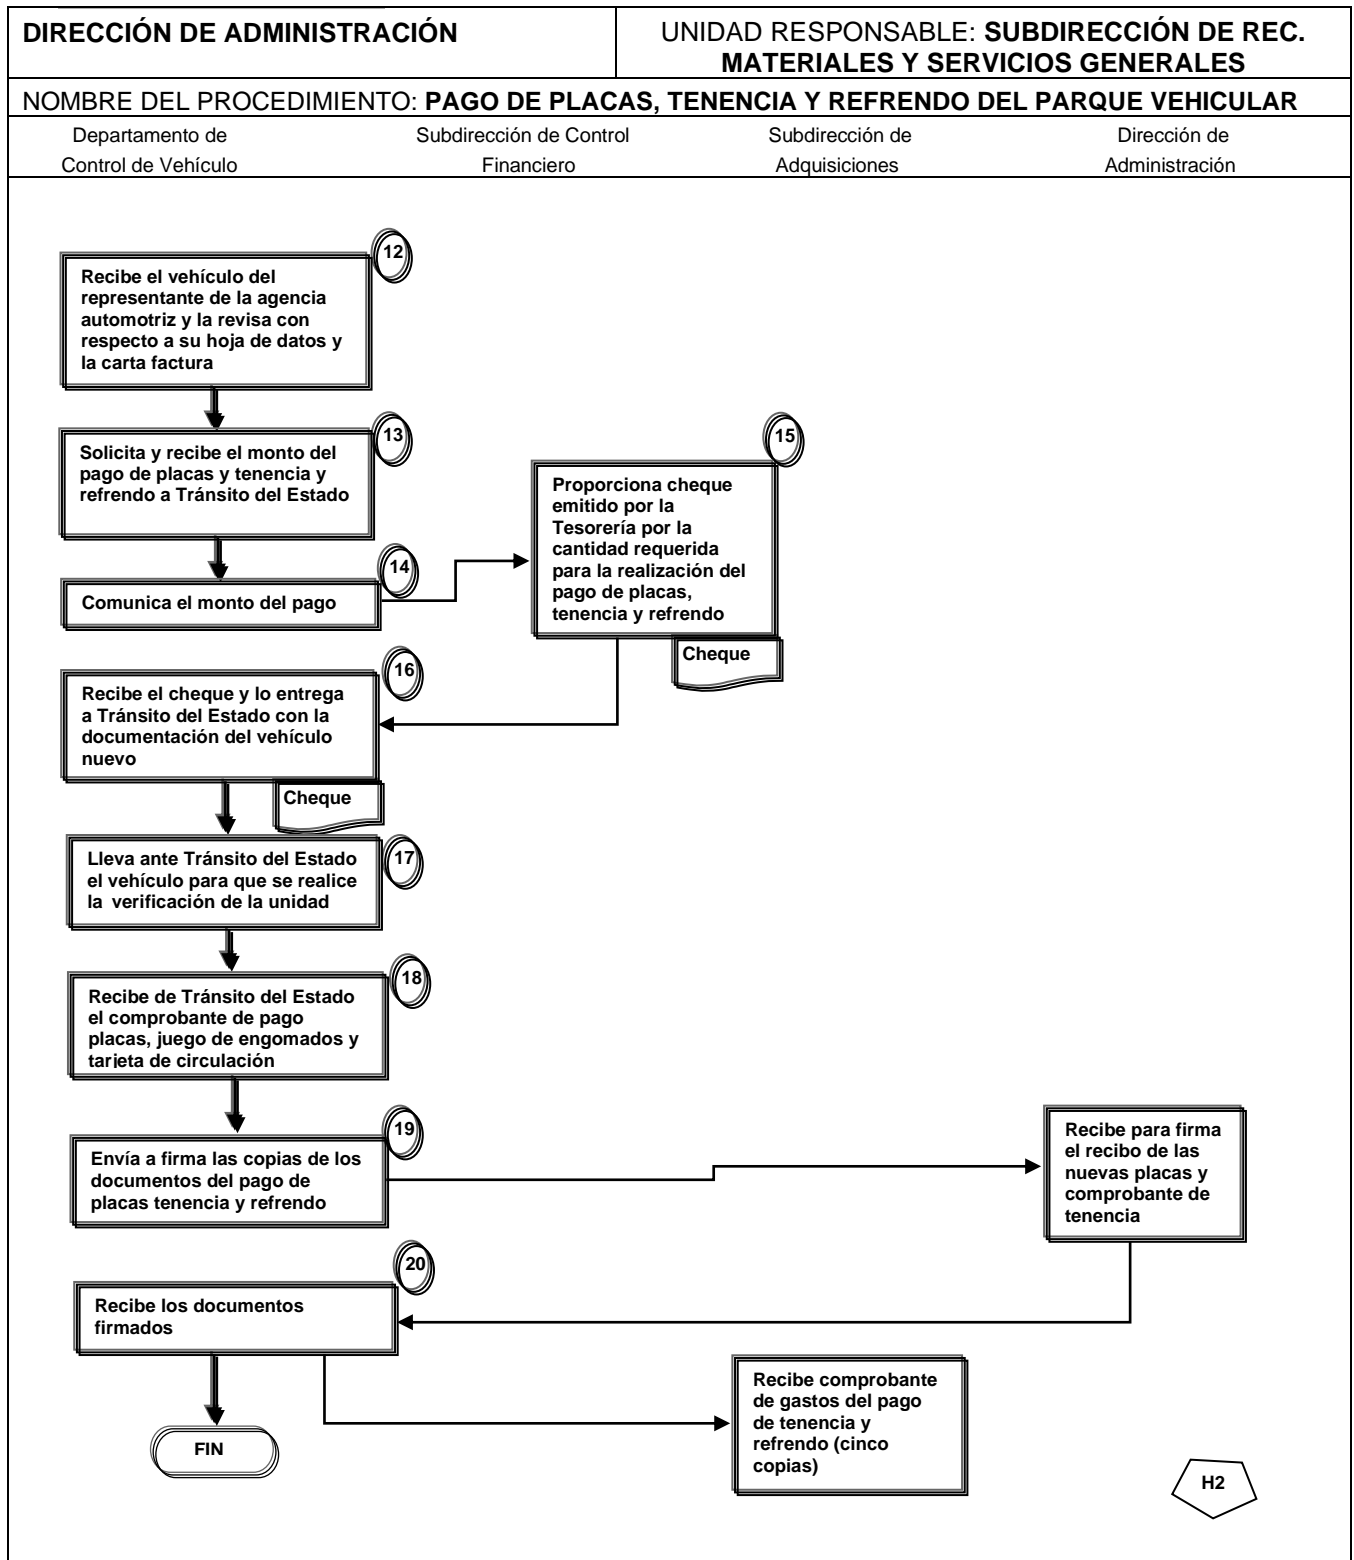 DIRECCIÓN DE ADMINISTRACIÓN
UNIDAD RESPONSABLE: SUBDIRECCIÓN DE REC.
MATERIALES Y SERVICIOS GENERALES
NOMBRE DEL PROCEDIMIENTO: PAGO DE PLACAS, TENENCIA Y REFRENDO DEL PARQUE VEHICULAR
Departamento de
Control de Vehículo
Subdirección de Control
Financiero
Subdirección de
Adquisiciones
Dirección de
Administración
12
Recibe el vehículo del
representante de la agencia
automotriz y la revisa con
respecto a su hoja de datos y
la carta factura
13
Solicita y recibe el monto del
pago de placas y tenencia y
refrendo a Tránsito del Estado
14
Comunica el monto del pago
15
Proporciona cheque
emitido por la
Tesorería por la
cantidad requerida
para la realización del
pago de placas,
tenencia y refrendo
Cheque
16
Recibe el cheque y lo entrega
a Tránsito del Estado con la
documentación del vehículo
nuevo
Cheque
17
Lleva ante Tránsito del Estado
el vehículo para que se realice
la verificación de la unidad
18
Recibe de Tránsito del Estado
el comprobante de pago
placas, juego de engomados y
tarjeta de circulación
19
Envía a firma las copias de los
documentos del pago de
placas tenencia y refrendo
Recibe para firma
el recibo de las
nuevas placas y
comprobante de
tenencia
20
Recibe los documentos
firmados
Recibe comprobante
de gastos del pago
de tenencia y
refrendo (cinco
copias)
FIN
H2